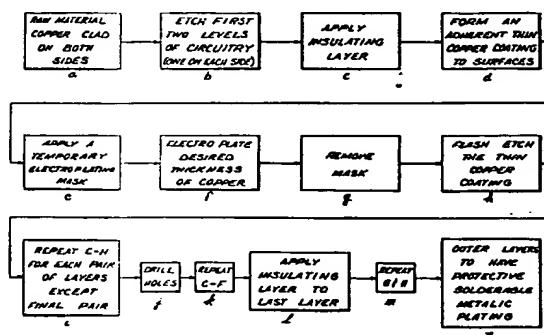 RAW MATERIAL
COPPER CLAD
ON BOTH
SIDES
a
ETCH FIRST
TWO LEVELS
OF CIRCUITRY
(ONE ON EACH SIDE)
b
APPLY
INSULATING
LAYER
c
FORM AN
ADHERENT THIN
COPPER COATING
TO SURFACES
d
APPLY A
TEMPORARY
ELECTROPLATING
MASK
e
ELECTRO PLATE
DESIRED
THICKNESS
OF COPPER
f
REMOVE
MASK
g
FLASH ETCH
THE THIN
COPPER
COATING
h
REPEAT C-H
FOR EACH PAIR
OF LAYERS
EXCEPT
FINAL PAIR
i
DRILL
HOLES
j
REPEAT
C-F
k
APPLY
INSULATING
LAYER TO
LAST LAYER
l
REPEAT
m
OUTER LAYERS
TO HAVE
PROTECTIVE
SOLDERABLE
METALIC
PLATING